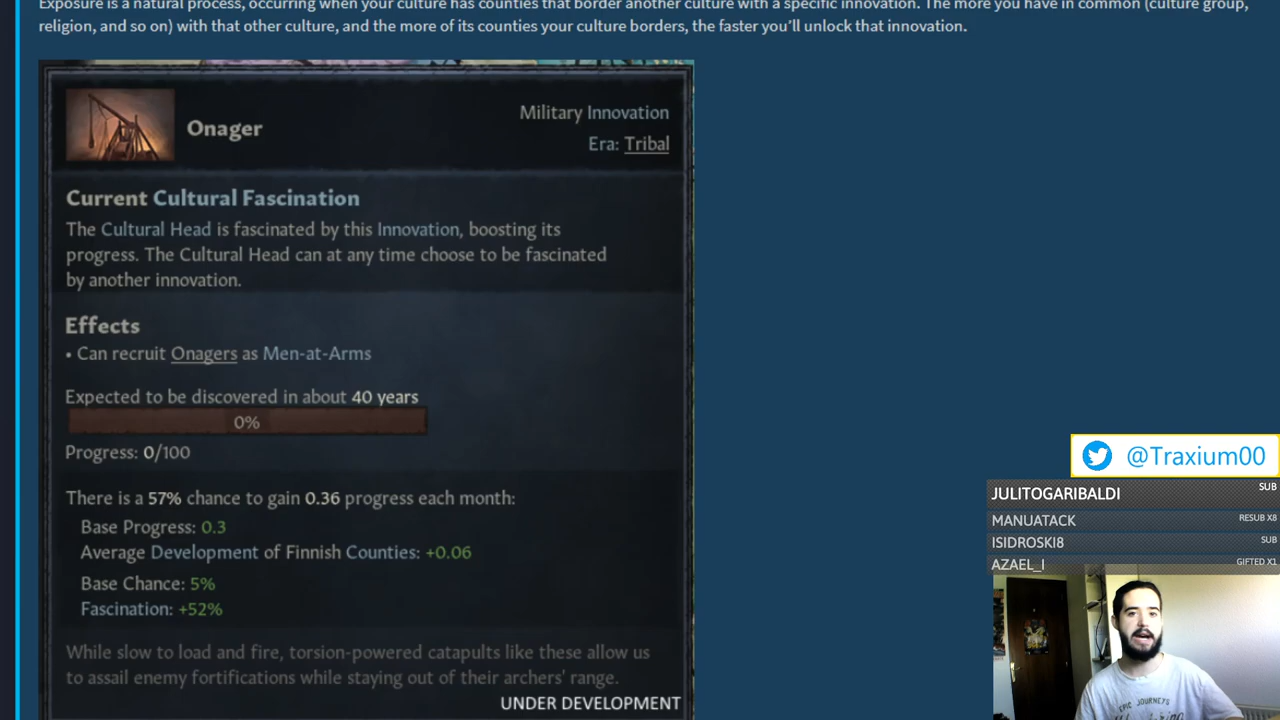 Exposure is a natural process, occurring when your culture has counties that border another culture with a specific innovation. The more you have in common (culture group,
religion, and so on) with that other culture, and the more of its counties your culture borders, the faster you'll unlock that innovation.
Onager
Military Innovation
Era: Tribal
Current Cultural Fascination
The Cultural Head is fascinated by this Innovation, boosting its
progress. The Cultural Head can at any time choose to be fascinated
by another innovation.
Effects
• Can recruit Onagers as Men-at-Arms
Expected to be discovered in about 40 years
0%
Progress: 0/100
There is a 57% chance to gain 0.36 progress each month:
Base Progress: 0.3
Average Development of Finnish Counties: +0.06
Base Chance: 5%
Fascination: +52%
While slow to load and fire, torsion-powered catapults like these allow us
to assail enemy fortifications while staying out of their archers' range.
UNDER DEVELOPMENT
@Traxium00
JULITOGARIBALDI SUB
MANUATACK RESUB X8
ISIDROSKI8 SUB
AZAEL_I GIFTED X1
EPIC JOURNEYS